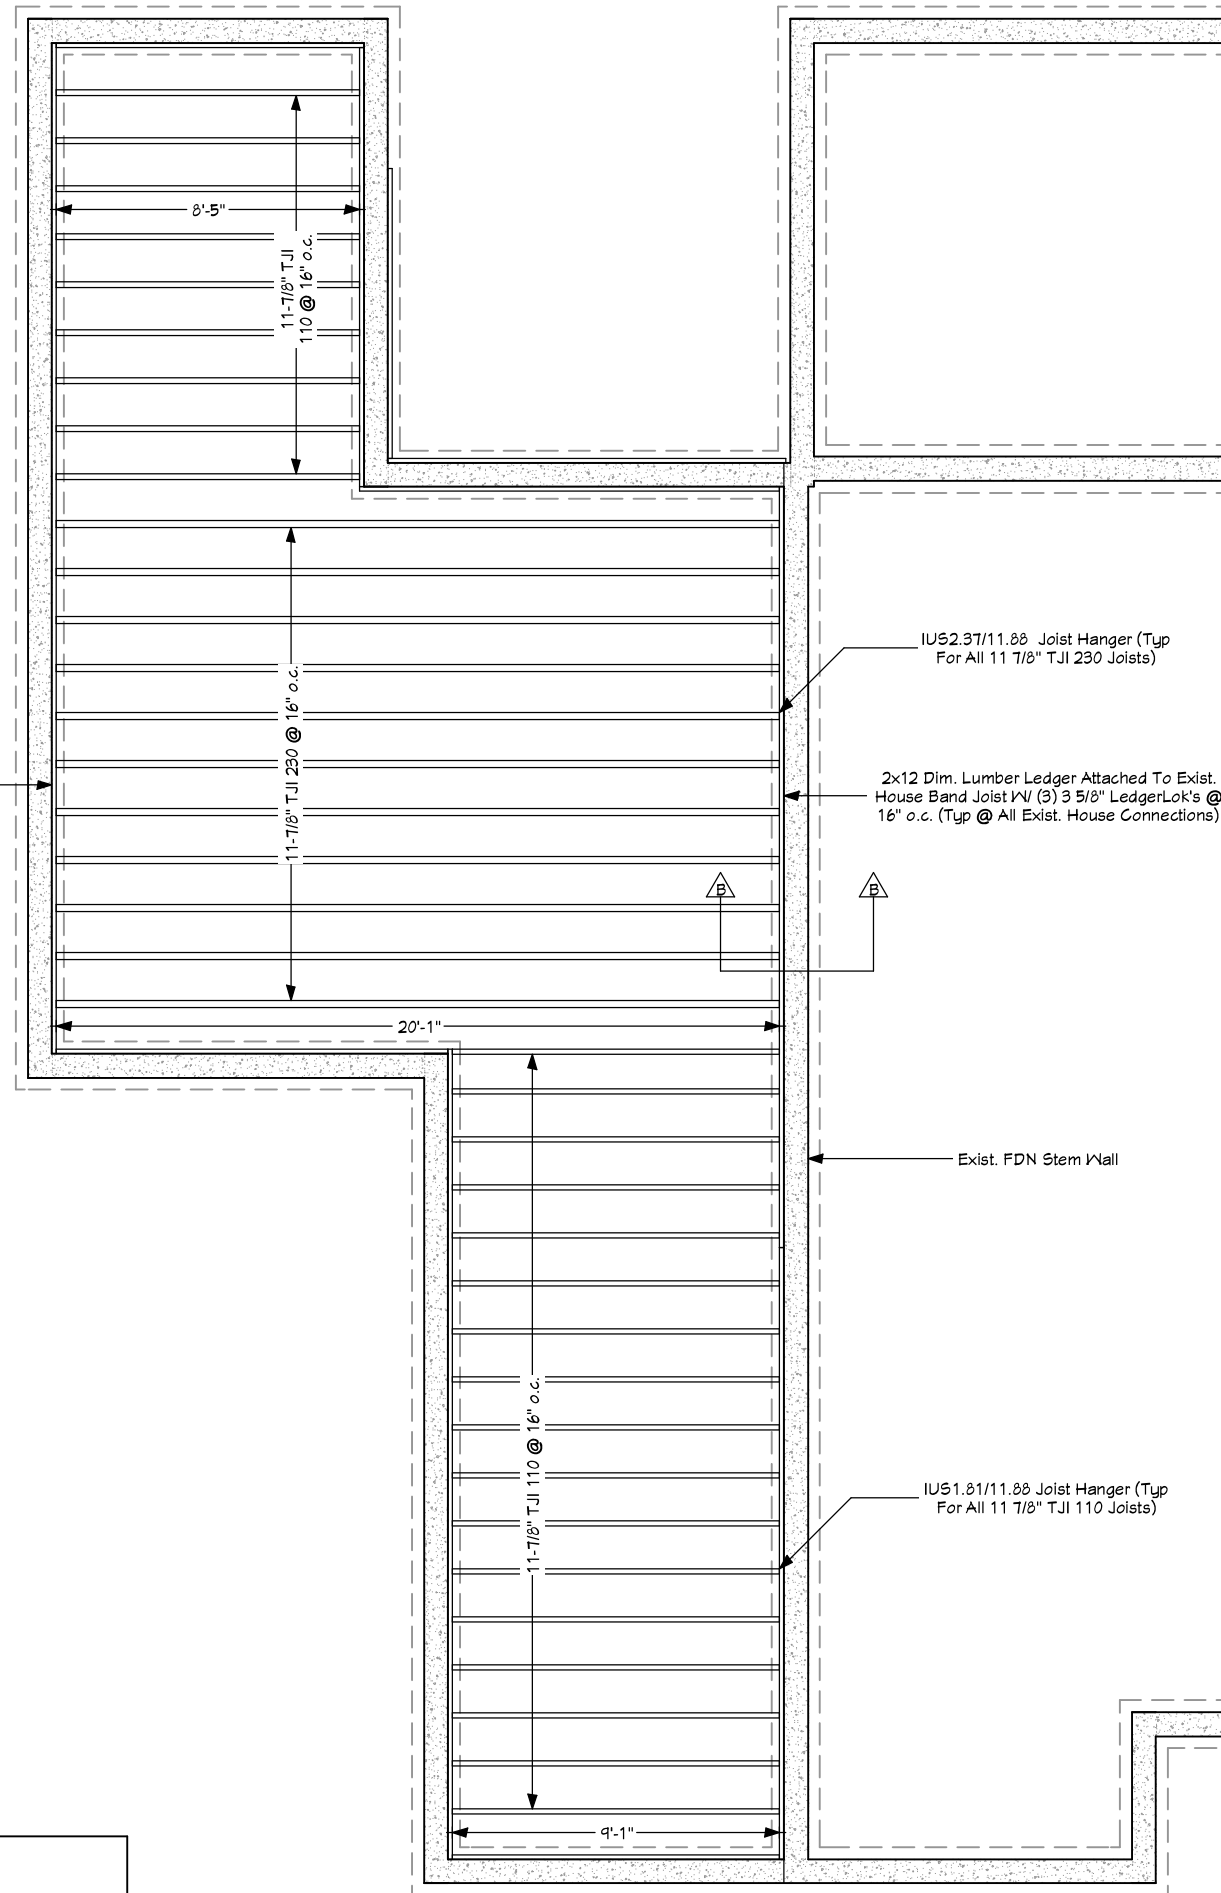 8'-5"
11-7/8" TJI
110 @ 16" o.c.
IUS2.37/11.88 Joist Hanger (Typ
For All 11 7/8" TJI 230 Joists)
11-7/8" TJI 230 @ 16" o.c.
2x12 Dim. Lumber Ledger Attached To Exist.
House Band Joist W/ (3) 3 5/8" LedgerLok's @
16" o.c. (Typ @ All Exist. House Connections)
B
B
20'-1"
Exist. FDN Stem Wall
11-7/8" TJI 110 @ 16" o.c.
IUS1.81/11.88 Joist Hanger (Typ
For All 11 7/8" TJI 110 Joists)
9'-1"